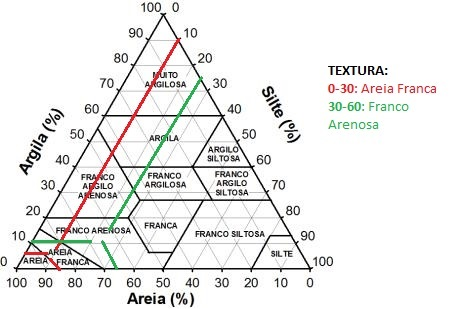 100 0
90 10
80 20
70 30
60 40
50 50
40 60
30 70
20 80
10 90
0 100
100 90 80 70 60 50 40 30 20 10 0
Argila (%)
Silte (%)
Areia (%)
MUITO
ARGILOSA
ARGILA
ARGILO
SILTOSA
FRANCO
ARGILO
ARENOSA
FRANCO
ARGILOSA
FRANCO
ARGILO
SILTOSA
FRANCO ARENOSA
FRANCA
FRANCO SILTOSA
AREIA
AREIA
FRANCA
SILTE
TEXTURA:
0-30: Areia Franca
30-60: Franco
Arenosa